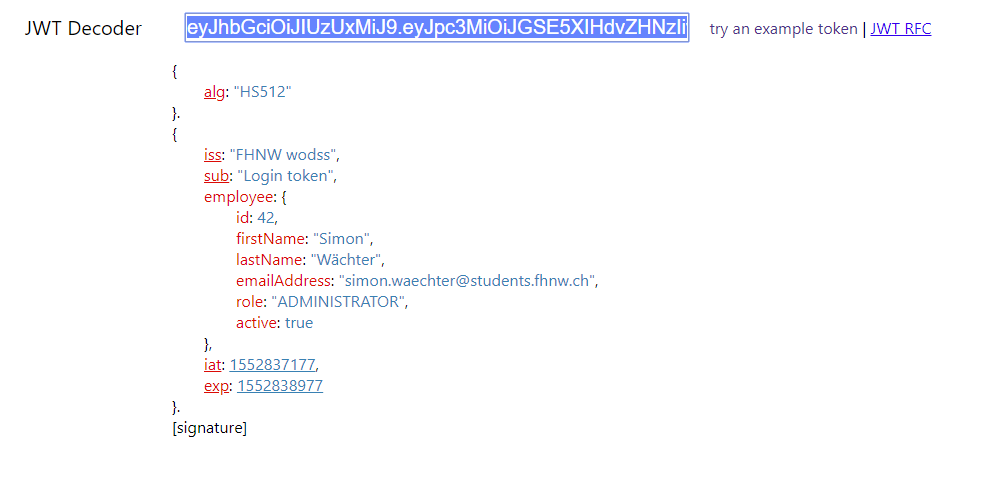 JWT Decoder eyJhbGciOiJIUzUxMiJ9.eyJpc3MiOiJGSE5XIHdvZHNzIi try an example token | JWT RFC
{
alg: "HS512"
}.
{
iss: "FHNW wodss",
sub: "Login token",
employee: {
id: 42,
firstName: "Simon",
lastName: "Wächter",
emailAddress: "simon.waechter@students.fhnw.ch",
role: "ADMINISTRATOR",
active: true
},
iat: 1552837177,
exp: 1552838977
}.
[signature]